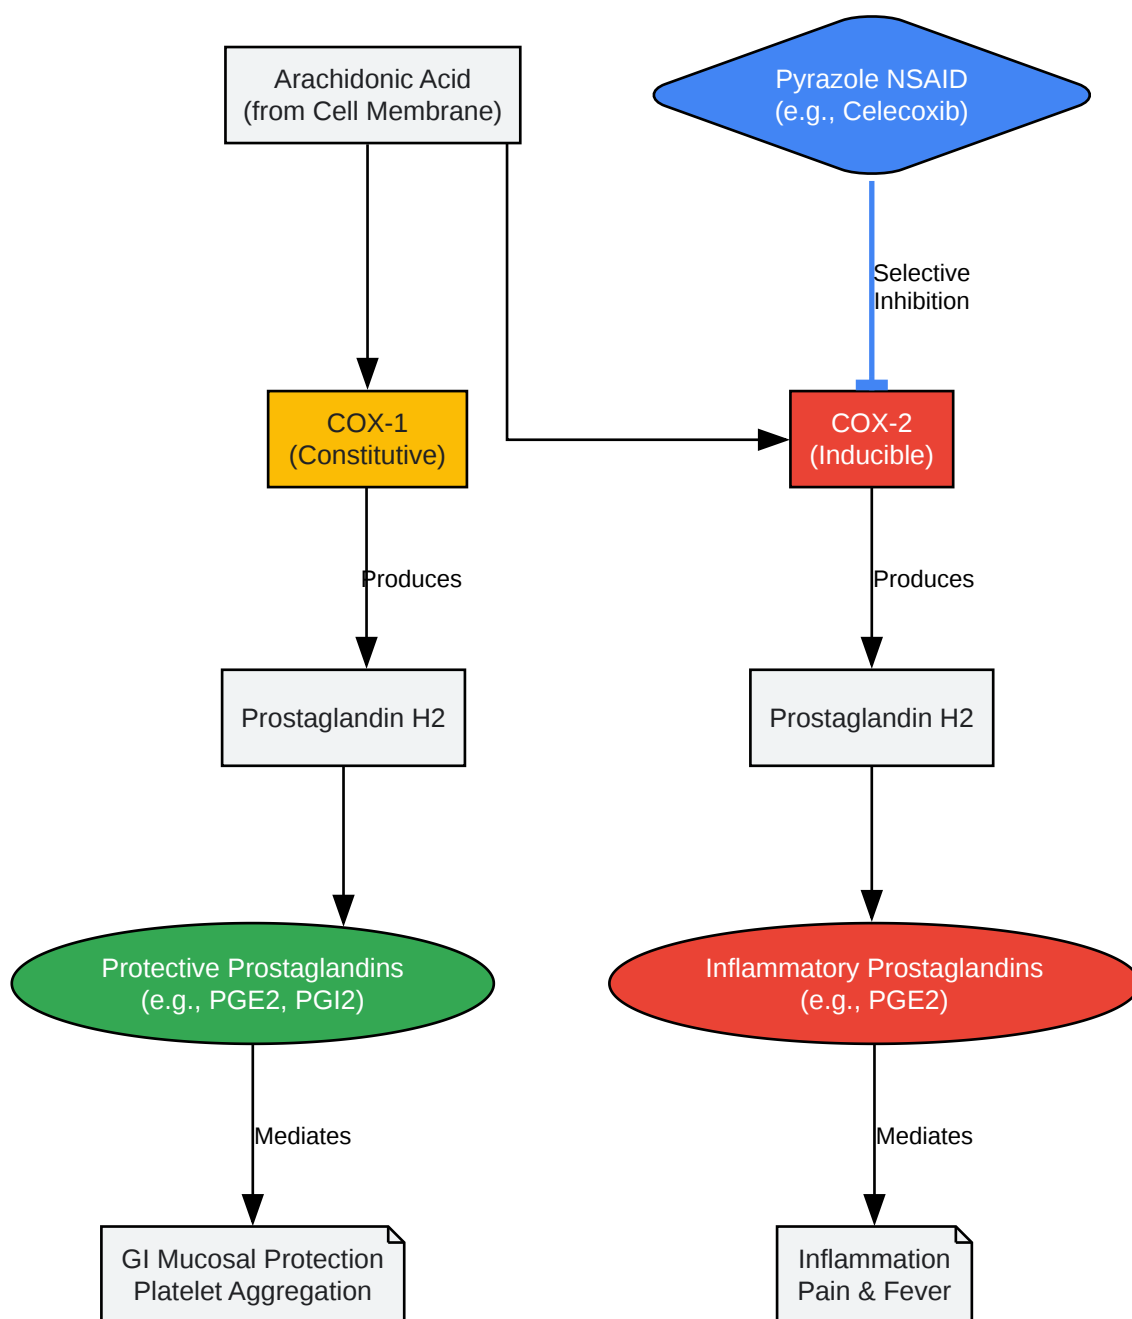 Arachidonic Acid
(from Cell Membrane)
Pyrazole NSAID
(e.g., Celecoxib)
Selective
Inhibition
COX-1
(Constitutive)
COX-2
(Inducible)
Produces
Produces
Prostaglandin H2
Prostaglandin H2
Protective Prostaglandins
(e.g., PGE2, PGI2)
Inflammatory Prostaglandins
(e.g., PGE2)
Mediates
Mediates
GI Mucosal Protection
Platelet Aggregation
Inflammation
Pain & Fever